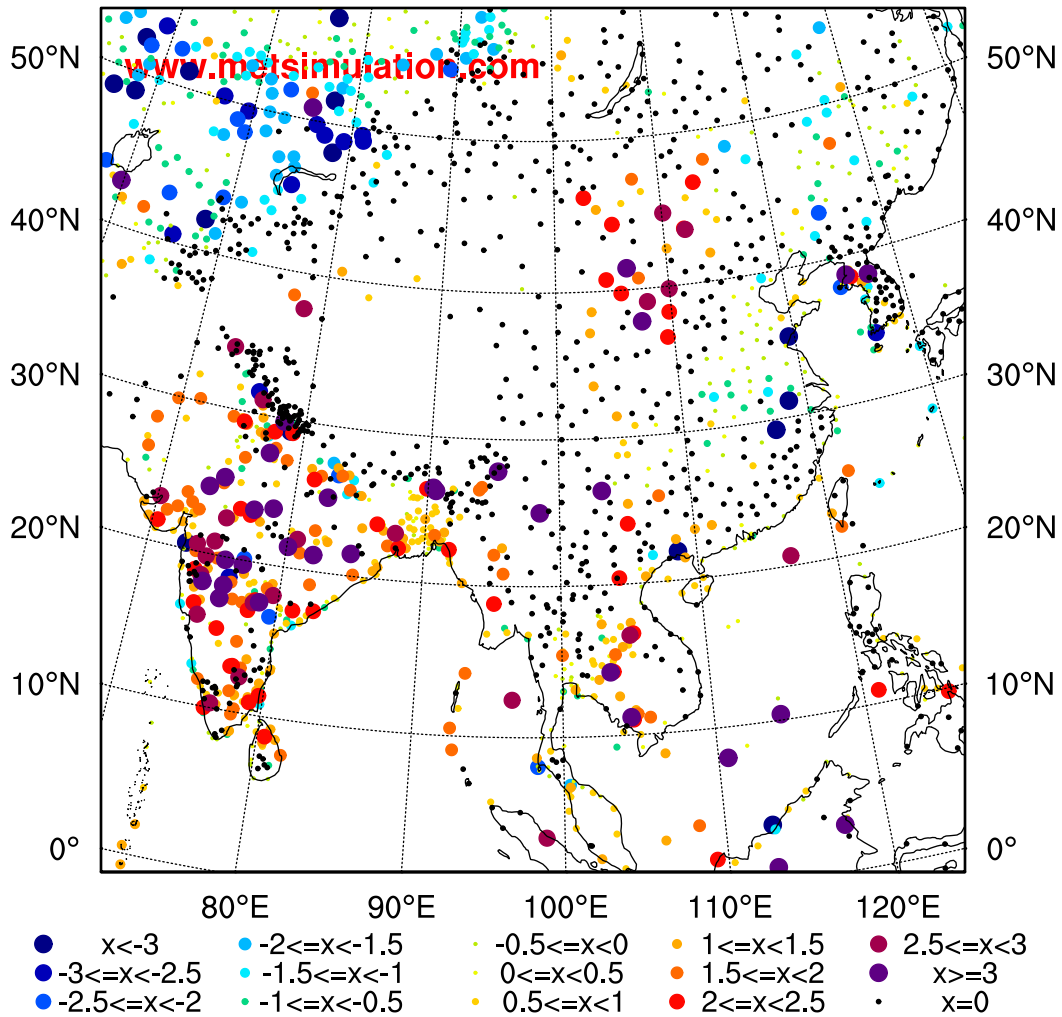 50°N 50°N
www.metsimulation.com
40°N 40°N
30°N 30°N
20°N 20°N
10°N 10°N
0° 0°
80°E 90°E 100°E 110°E 120°E
x<-3 -2<=x<-1.5 -0.5<=x<0 1<=x<1.5 2.5<=x<3
-3<=x<-2.5 -1.5<=x<-1 0<=x<0.5 1.5<=x<2 x>=3
-2.5<=x<-2 -1<=x<-0.5 0.5<=x<1 2<=x<2.5 x=0